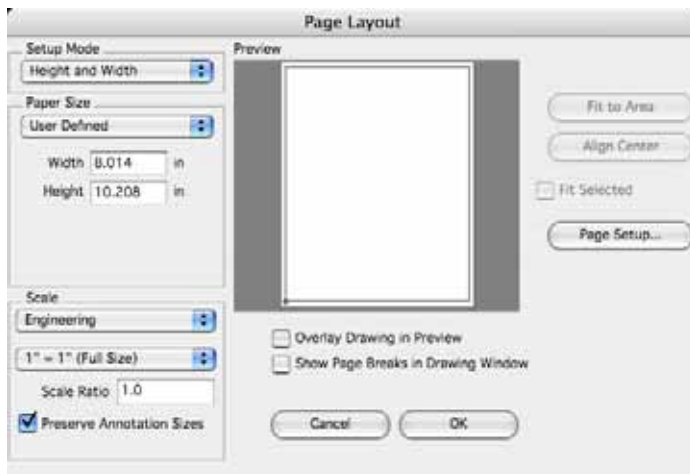 Page Layout
Setup Mode
Height and Width
Paper Size
User Defined
Width 8.014 in
Height 10.208 in
Scale
Engineering
1" = 1" (Full Size)
Scale Ratio 1.0
Preserve Annotation Sizes
Preview
Overlay Drawing in Preview
Show Page Breaks in Drawing Window
Cancel
OK
Fit to Area
Align Center
Fit Selected
Page Setup...